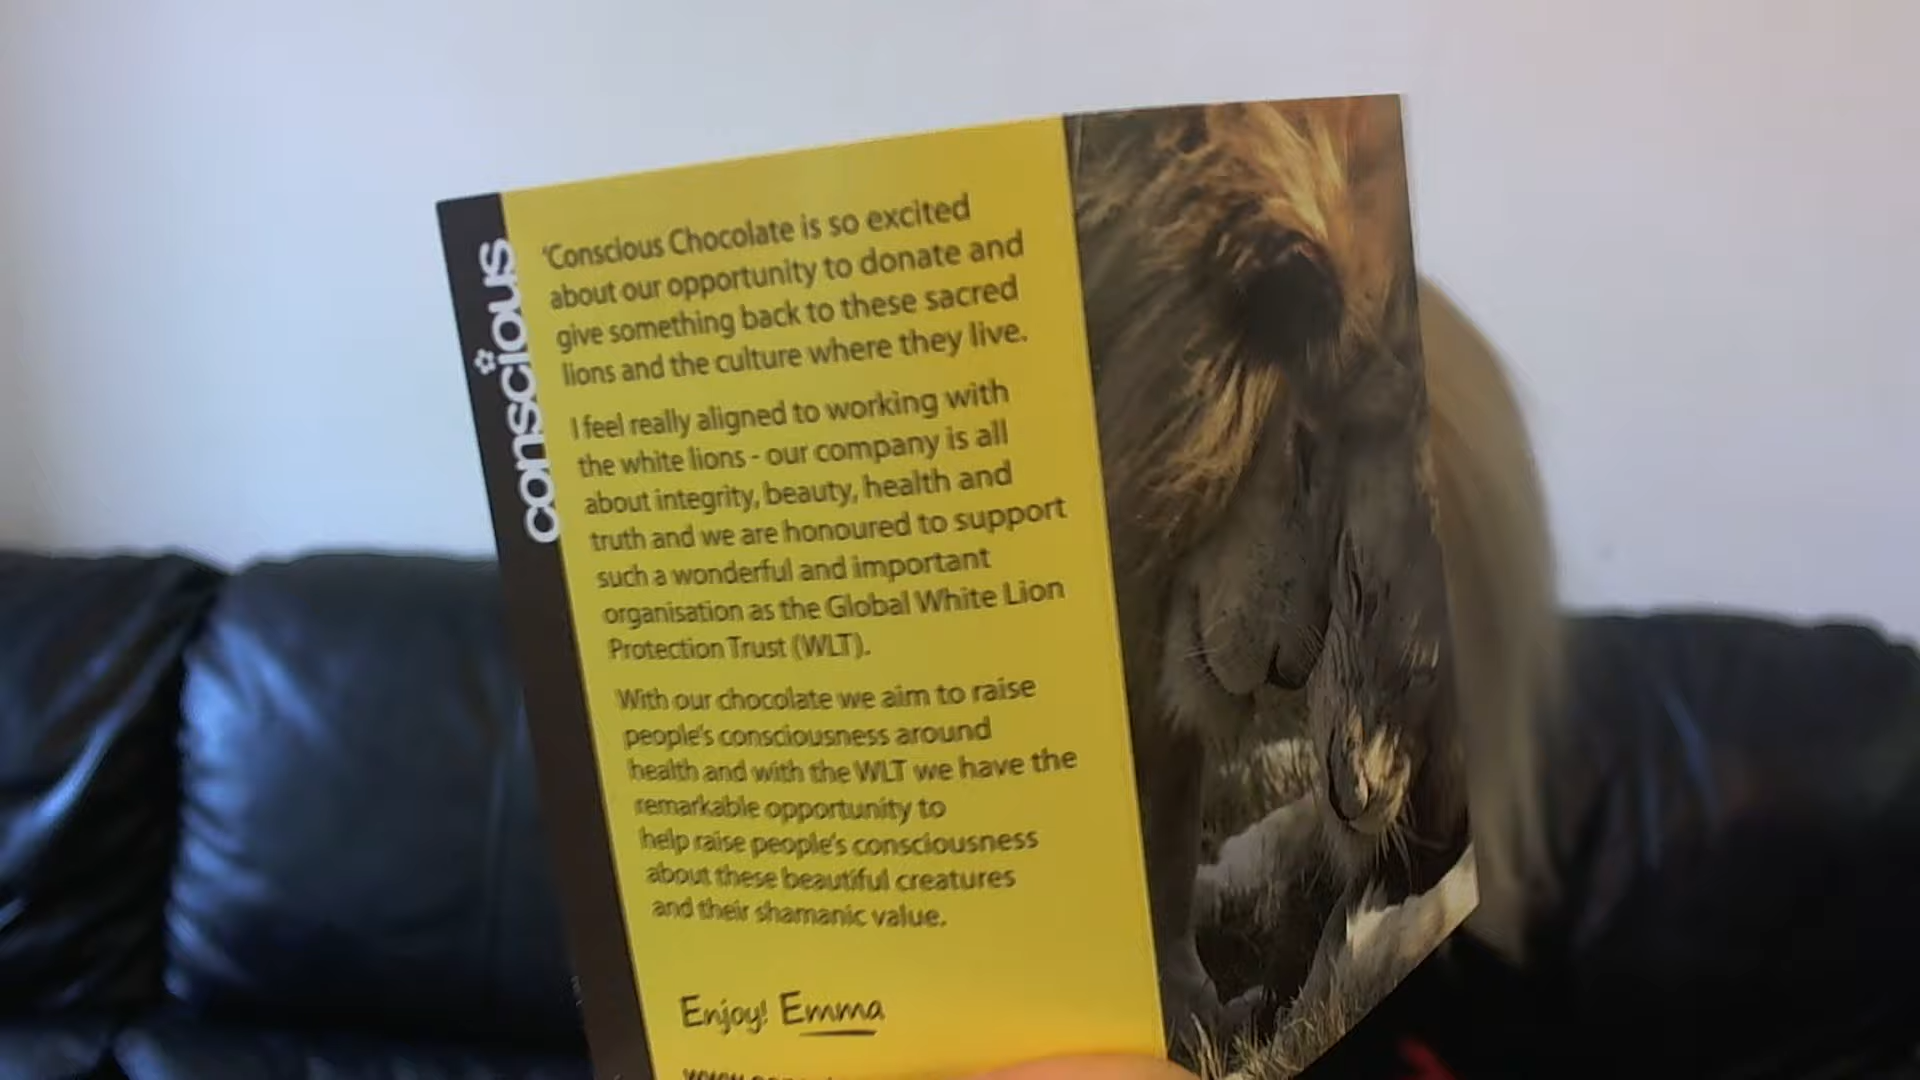 conscious
'Conscious Chocolate is so excited
about our opportunity to donate and
give something back to these sacred
lions and the culture where they live.
I feel really aligned to working with
the white lions - our company is all
about integrity, beauty, health and
truth and we are honoured to support
such a wonderful and important
organisation as the Global White Lion
Protection Trust (WLT).
With our chocolate we aim to raise
people's consciousness around
health and with the WLT we have the
remarkable opportunity to
help raise people's consciousness
about these beautiful creatures
and their shamanic value.
Enjoy! Emma